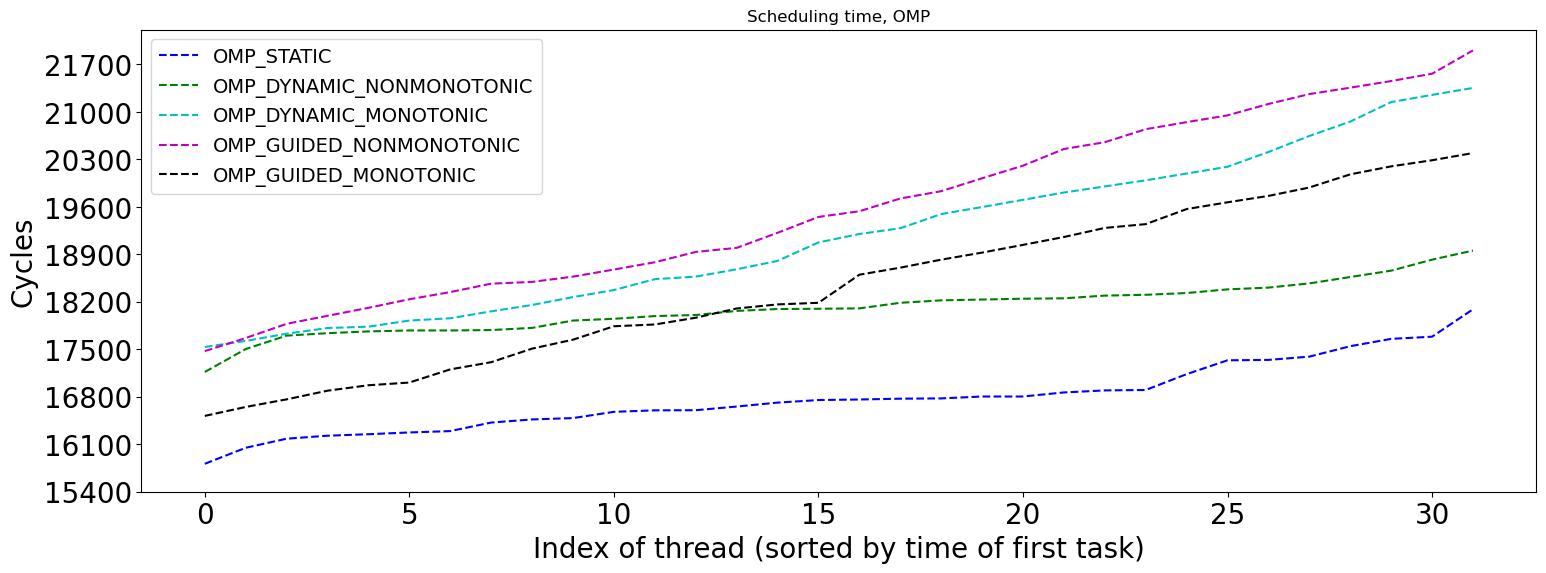 Scheduling time, OMP
OMP_STATIC
OMP_DYNAMIC_NONMONOTONIC
OMP_DYNAMIC_MONOTONIC
OMP_GUIDED_NONMONOTONIC
OMP_GUIDED_MONOTONIC
Cycles
21700
21000
20300
19600
18900
18200
17500
16800
16100
15400
0 5 10 15 20 25 30
Index of thread (sorted by time of first task)